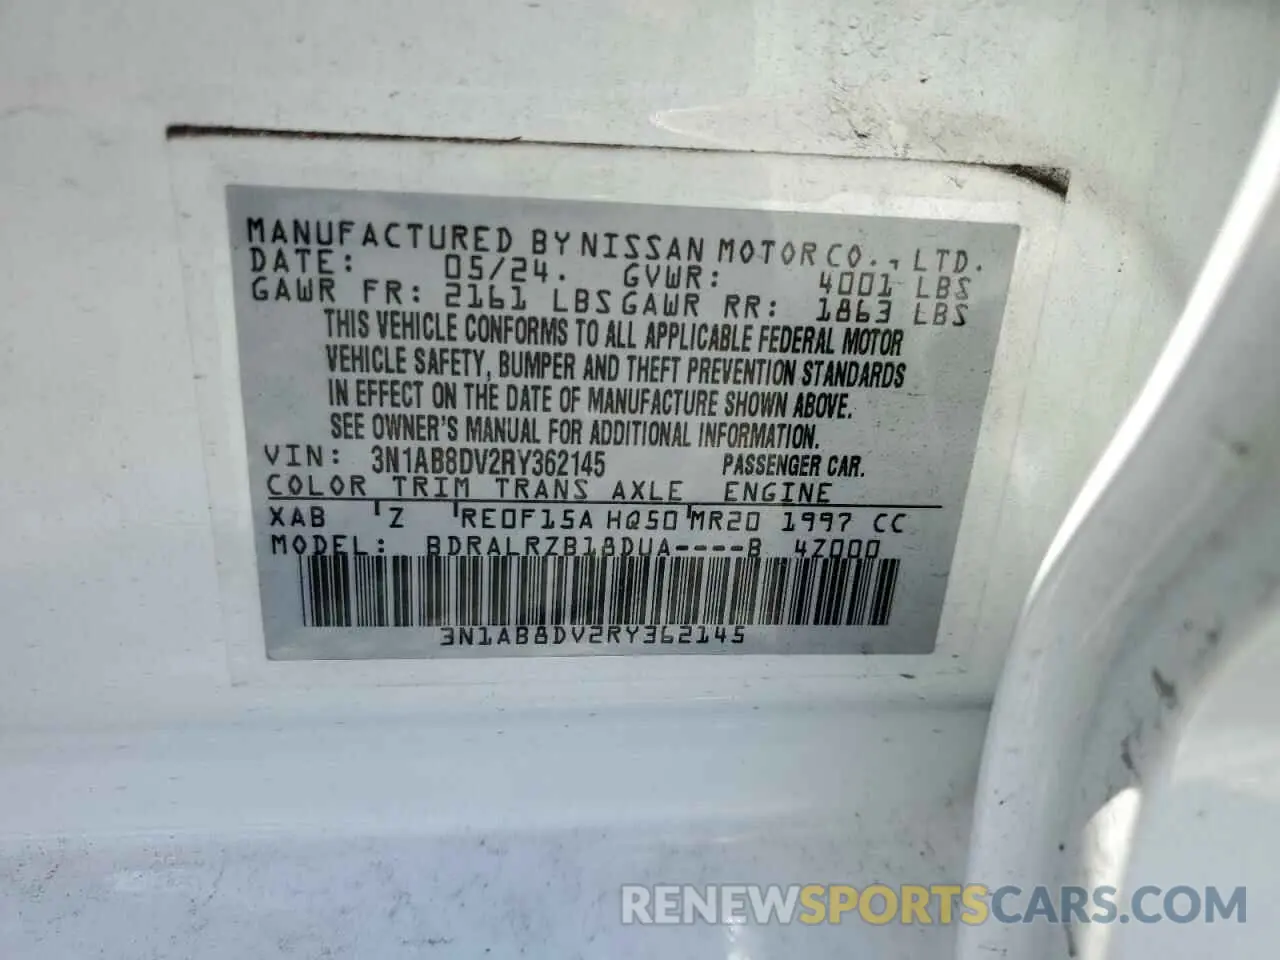 MANUFACTURED BY NISSAN MOTOR CO., LTD.
DATE: 05/24. GVWR: 4001 LBS
GAWR FR: 2161 LBS GAWR RR: 1863 LBS
THIS VEHICLE CONFORMS TO ALL APPLICABLE FEDERAL MOTOR
VEHICLE SAFETY, BUMPER AND THEFT PREVENTION STANDARDS
IN EFFECT ON THE DATE OF MANUFACTURE SHOWN ABOVE.
SEE OWNER'S MANUAL FOR ADDITIONAL INFORMATION.
VIN: 3N1AB8DV2RY362145 PASSENGER CAR.
COLOR TRIM TRANS AXLE ENGINE
XAB Z RE0F15A HQ50 MR20 1997 CC
MODEL: BDRALRZB18DUA----B 4Z000
3N1AB8DV2RY362145
RENEWSPORTSCARS.COM